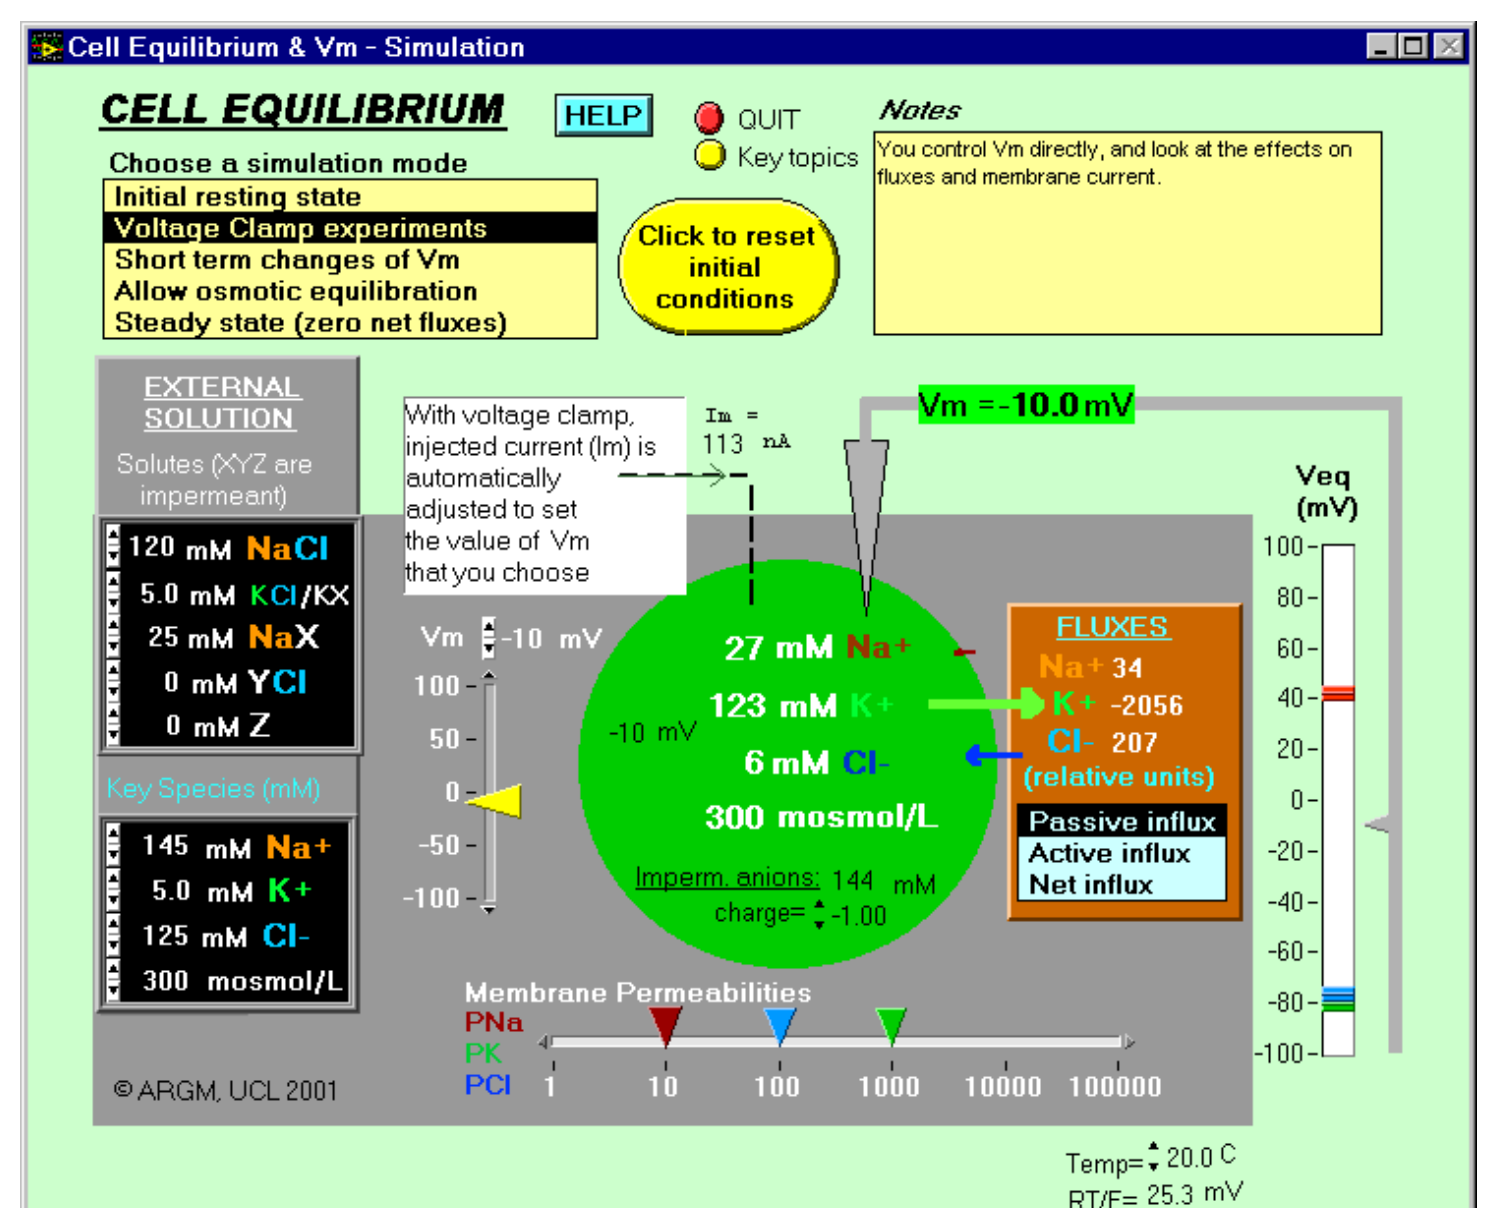 Cell Equilibrium & Vm - Simulation
CELL EQUILIBRIUM
HELP
QUIT
Key topics
Notes
You control Vm directly, and look at the effects on
fluxes and membrane current.
Choose a simulation mode
Initial resting state
Voltage Clamp experiments
Short term changes of Vm
Allow osmotic equilibration
Steady state (zero net fluxes)
Click to reset
initial
conditions
EXTERNAL
SOLUTION
Solutes (XYZ are
impermeant)
120 mM NaCl
5.0 mM KCl/KX
25 mM NaX
0 mM YCl
0 mM Z
Key Species (mM)
145 mM Na+
5.0 mM K+
125 mM Cl-
300 mosmol/L
© ARGM, UCL 2001
With voltage clamp,
injected current (Im) is
automatically
adjusted to set
the value of Vm
that you choose
Im =
113 nA
Vm =-10.0 mV
Vm -10 mV
100
50
0
-50
-100
-10 mV
27 mM Na+
123 mM K+
6 mM Cl-
300 mosmol/L
Imperm. anions: 144 mM
charge= -1.00
FLUXES
Na+ 34
K+ -2056
Cl- 207
(relative units)
Passive influx
Active influx
Net influx
Veq
(mV)
100
80
60
40
20
0
-20
-40
-60
-80
-100
Membrane Permeabilities
PNa
PK
PCl
1 10 100 1000 10000 100000
Temp= 20.0 C
RT/F= 25.3 mV